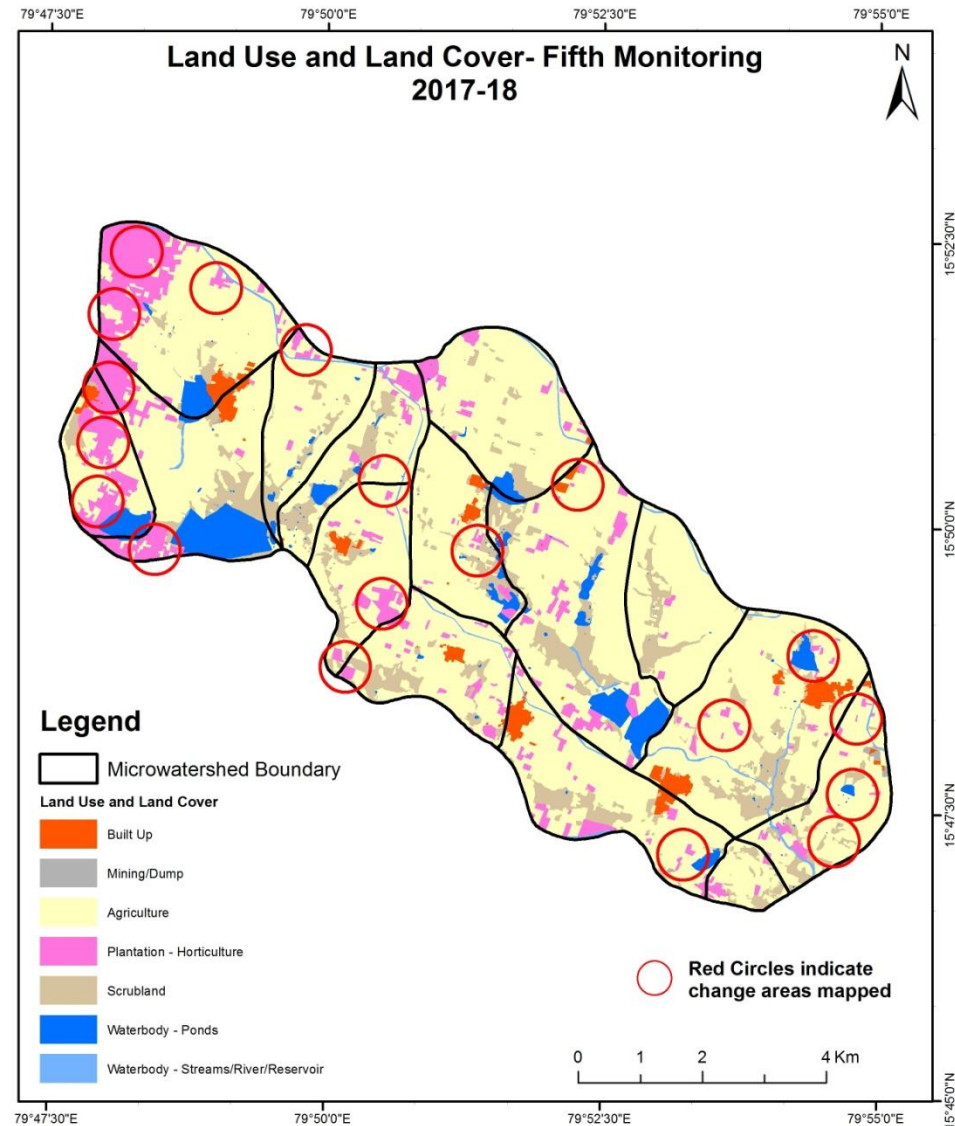 79°47'30"E 79°50'0"E 79°52'30"E 79°55'0"E
Land Use and Land Cover- Fifth Monitoring
2017-18
N
15°52'30"N
15°50'0"N
15°47'30"N
15°45'0"N
Legend
Microwatershed Boundary
Land Use and Land Cover
Built Up
Mining/Dump
Agriculture
Plantation - Horticulture
Scrubland
Waterbody - Ponds
Waterbody - Streams/River/Reservoir
Red Circles indicate
change areas mapped
0 1 2 4 Km
79°47'30"E 79°50'0"E 79°52'30"E 79°55'0"E